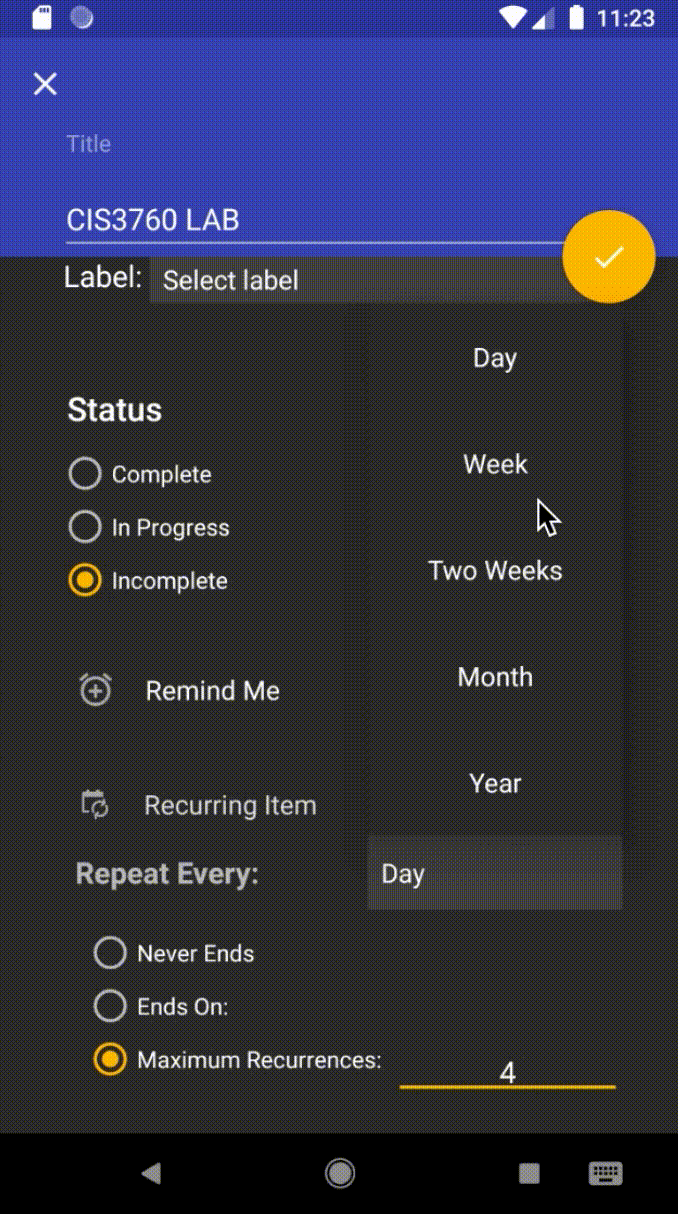 11:23
Title
CIS3760 LAB
Label: Select label
Day
Status
Week
Complete
In Progress
Two Weeks
Incomplete
Month
Remind Me
Year
Recurring Item
Repeat Every: Day
Never Ends
Ends On:
Maximum Recurrences: 4